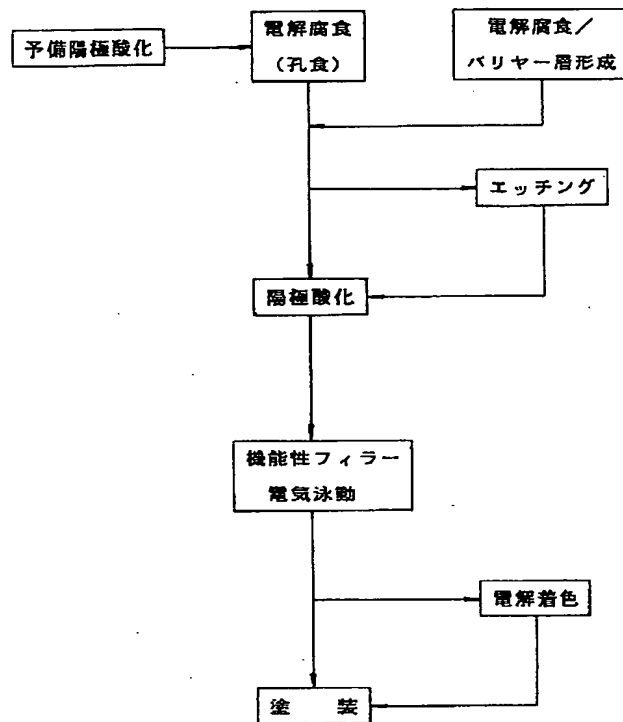 予備陽極酸化
電解腐食
(孔食)
電解腐食/
バリヤー層形成
エッチング
陽極酸化
機能性フィラー
電気泳動
電解着色
塗 装